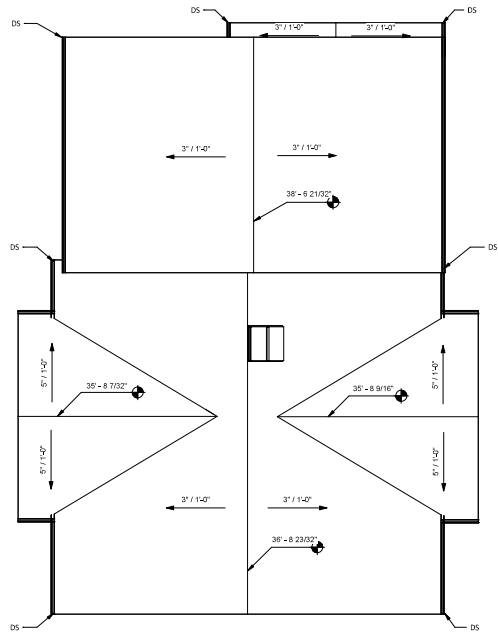 DS
DS
DS
3" / 1'-0"
3" / 1'-0"
3" / 1'-0"
3" / 1'-0"
38' - 6 21/32"
DS
DS
5" / 1'-0"
5" / 1'-0"
35' - 8 7/32"
35' - 8 9/16"
5" / 1'-0"
5" / 1'-0"
3" / 1'-0"
3" / 1'-0"
36' - 8 23/32"
DS
DS